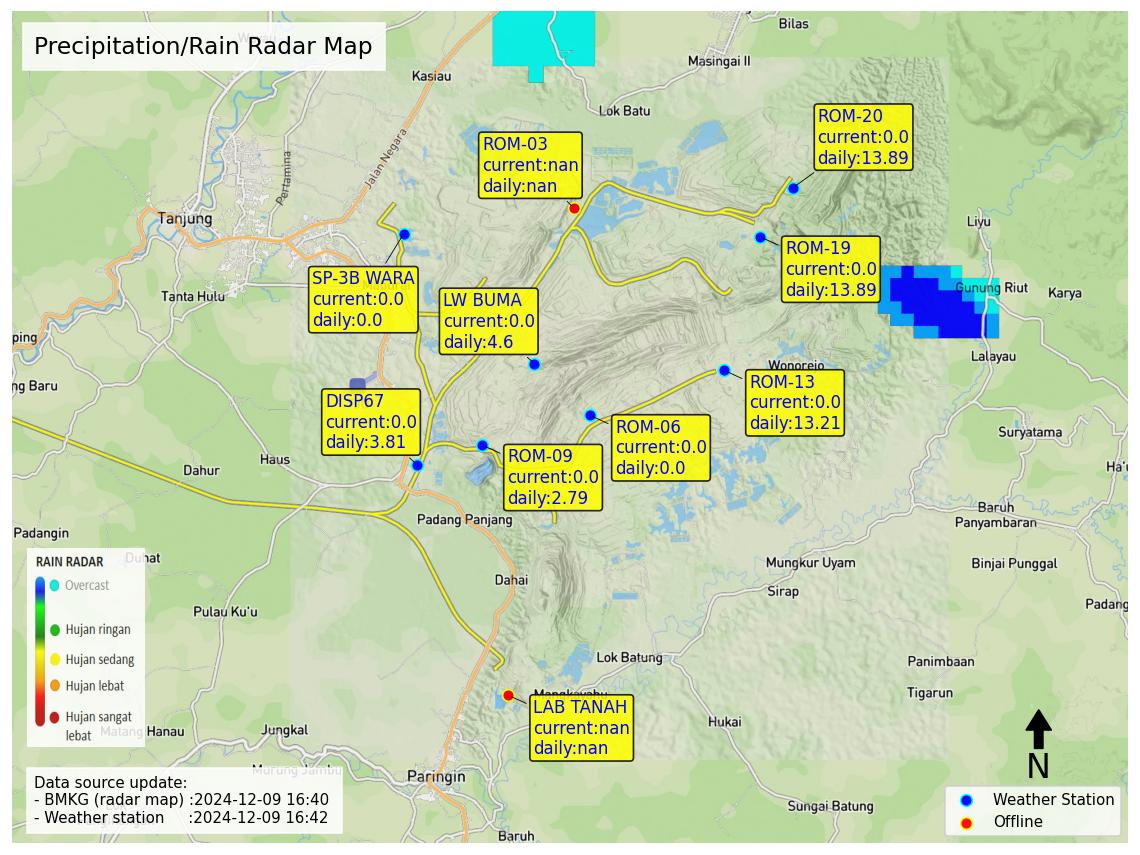 Precipitation/Rain Radar Map
Bilas
Masingai II
Kasiau
Lok Batu
Jalan Negara
Pertamina
Tanjung
Tanta Hulu
ROM-20
current:0.0
daily:13.89
ROM-03
current:nan
daily:nan
Liyu
ROM-19
current:0.0
daily:13.89
SP-3B WARA
current:0.0
daily:0.0
LW BUMA
current:0.0
daily:4.6
Gunung Riut
Karya
Lalayau
ping
ng Baru
Wonorejo
ROM-13
current:0.0
daily:13.21
DISP67
current:0.0
daily:3.81
ROM-06
current:0.0
daily:0.0
ROM-09
current:0.0
daily:2.79
Suryatama
Haus
Dahur
Ha'u
Padang Panjang
Baruh
Panyambaran
Padangin
Duhat
Binjai Punggal
Mungkur Uyam
Dahai
Sirap
Padang
Pulau Ku'u
RAIN RADAR
Overcast
Hujan ringan
Hujan sedang
Hujan lebat
Hujan sangat
lebat
Lok Batung
Panimbaan
Tigarun
Mangkayahu
LAB TANAH
current:nan
daily:nan
Hukai
Matang Hanau
Jungkal
Murung Jambu
Paringin
Sungai Batung
Baruh
Data source update:
- BMKG (radar map) :2024-12-09 16:40
- Weather station :2024-12-09 16:42
N
Weather Station
Offline